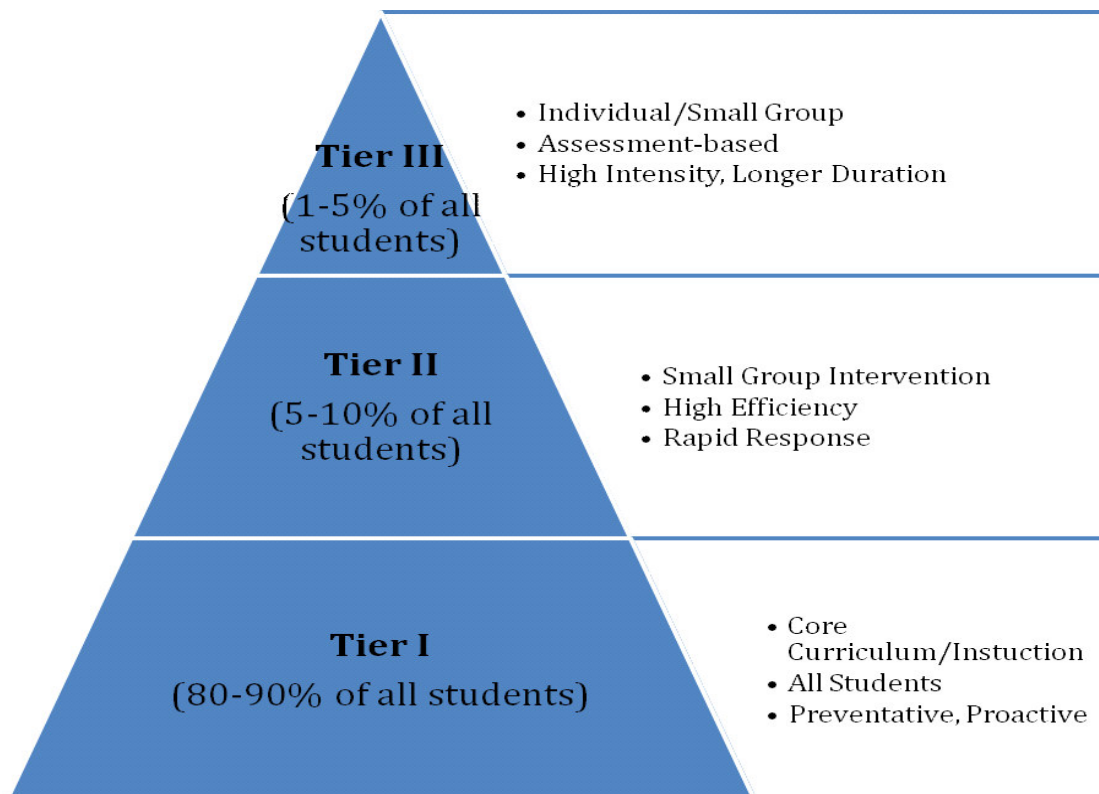 Tier III
(1-5% of all
students)
• Individual/Small Group
• Assessment-based
• High Intensity, Longer Duration
Tier II
(5-10% of all
students)
• Small Group Intervention
• High Efficiency
• Rapid Response
Tier I
(80-90% of all students)
• Core
Curriculum/Instuction
• All Students
• Preventative, Proactive